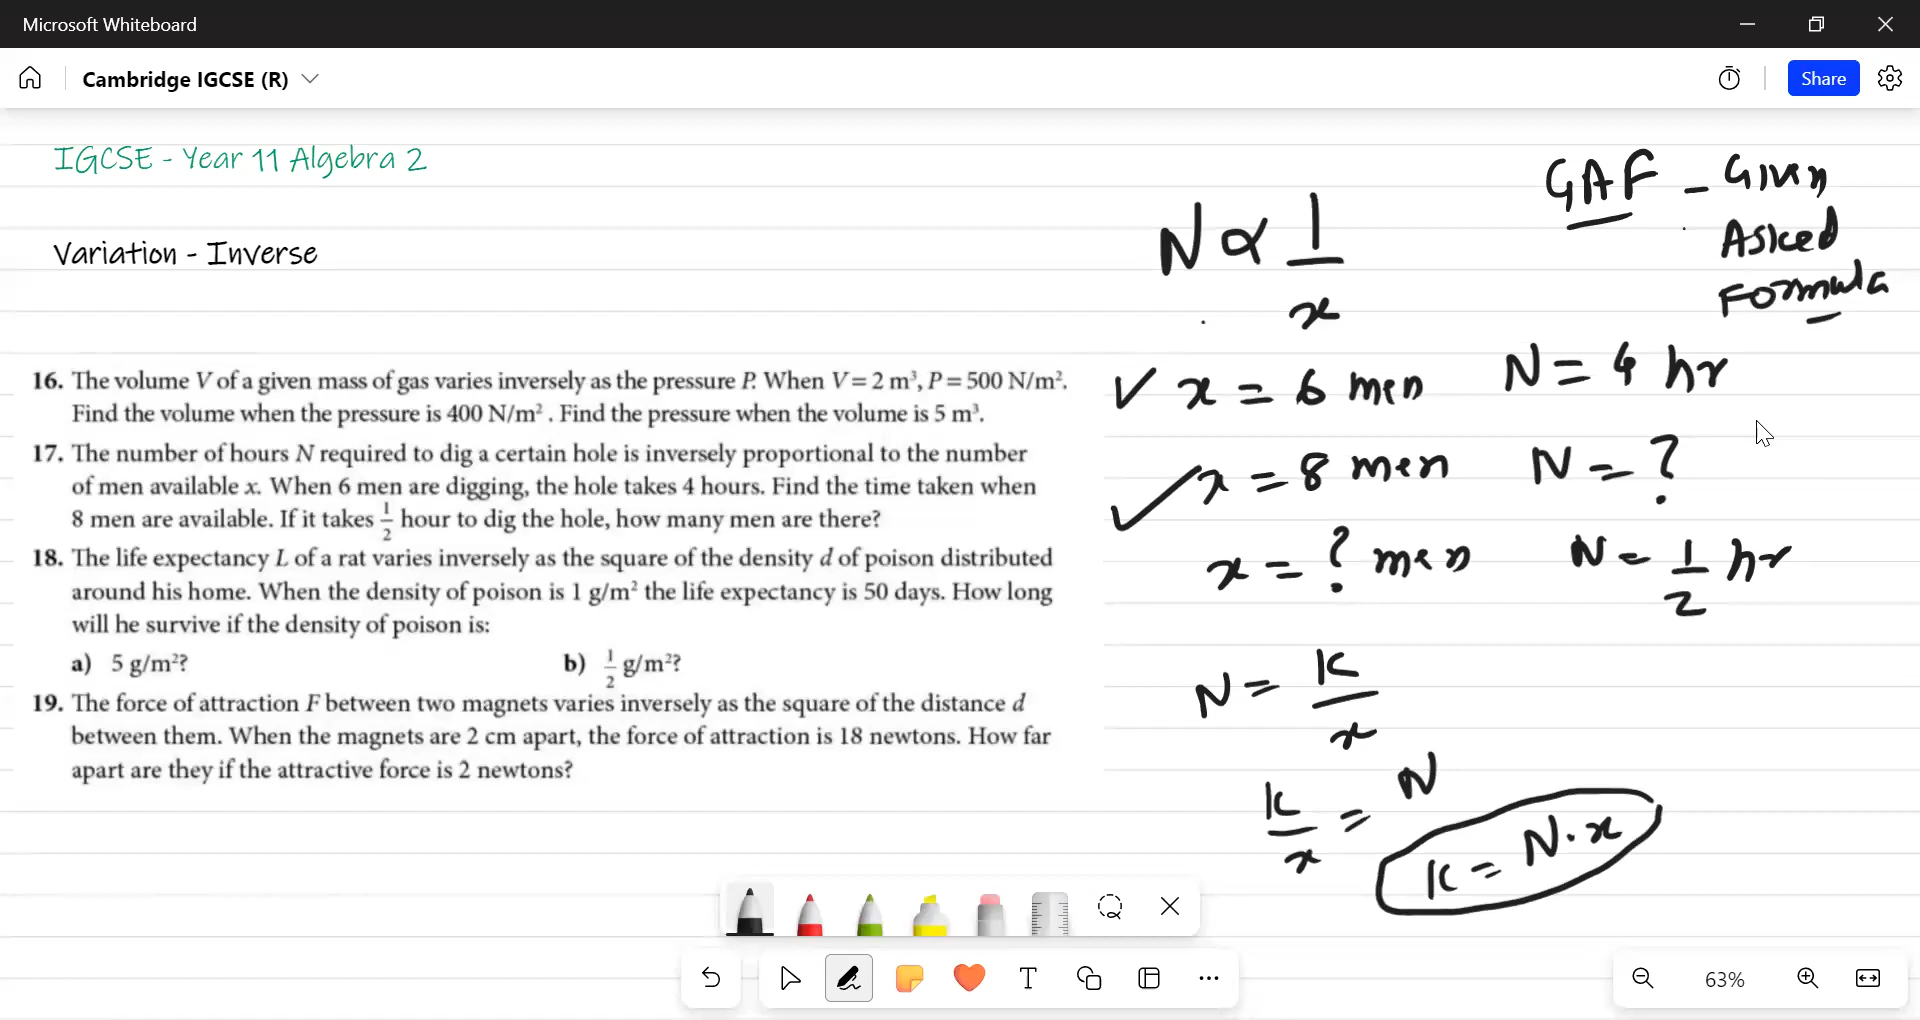 Microsoft Whiteboard
Cambridge IGCSE (R)
Share
IGCSE - Year 11 Algebra 2
Variation - Inverse
16. The volume V of a given mass of gas varies inversely as the pressure P. When V = 2 m³, P = 500 N/m².
Find the volume when the pressure is 400 N/m² . Find the pressure when the volume is 5 m³.
17. The number of hours N required to dig a certain hole is inversely proportional to the number
of men available x. When 6 men are digging, the hole takes 4 hours. Find the time taken when
8 men are available. If it takes 1/2 hour to dig the hole, how many men are there?
18. The life expectancy L of a rat varies inversely as the square of the density d of poison distributed
around his home. When the density of poison is 1 g/m² the life expectancy is 50 days. How long
will he survive if the density of poison is:
a) 5 g/m²? b) 1/2 g/m²?
19. The force of attraction F between two magnets varies inversely as the square of the distance d
between them. When the magnets are 2 cm apart, the force of attraction is 18 newtons. How far
apart are they if the attractive force is 2 newtons?
N ∝ 1/x
GAF - Given
Asked
Formula
✓ x = 6 men N = 4 hr
✓ x = 8 men N = ?
x = ? men N = 1/2 hr
N = K/x
K/x = N
K = N·x
63%